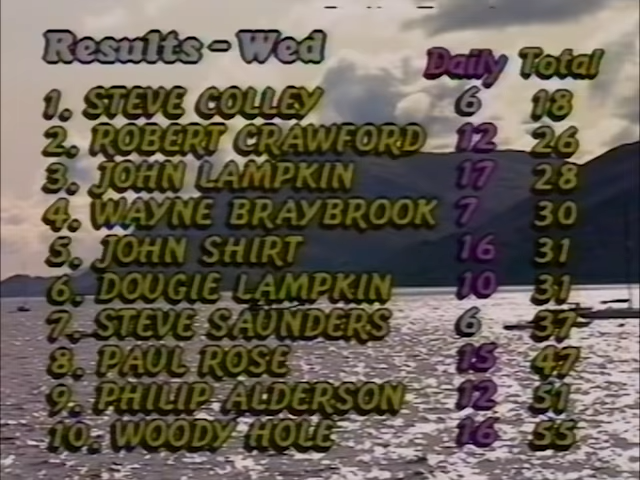 Results - Wed
Daily Total
1. STEVE COLLEY 6 18
2. ROBERT CRAWFORD 12 26
3. JOHN LAMPKIN 17 28
4. WAYNE BRAYBROOK 7 30
5. JOHN SHIRT 16 31
6. DOUGIE LAMPKIN 10 31
7. STEVE SAUNDERS 6 37
8. PAUL ROSE 15 47
9. PHILIP ALDERSON 12 51
10. WOODY HOLE 16 55